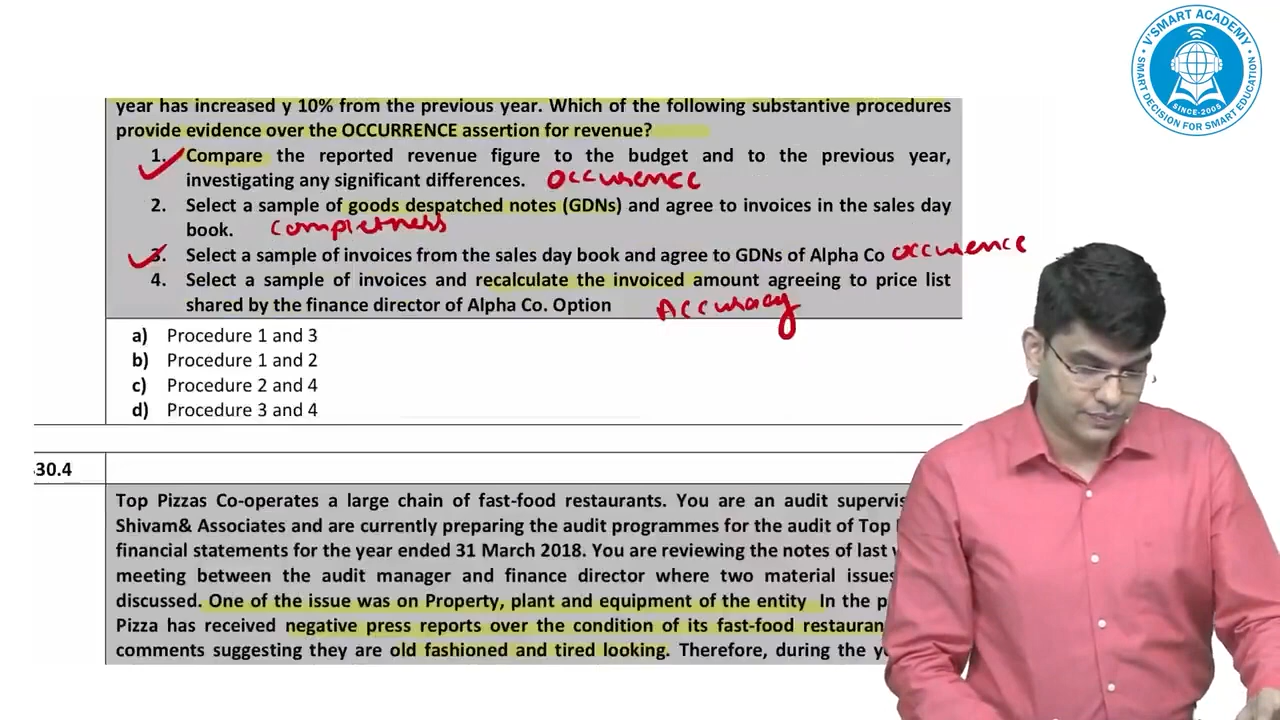 V'SMART ACADEMY
SINCE-2005
SMART DECISION FOR SMART EDUCATION
year has increased y 10% from the previous year. Which of the following substantive procedures
provide evidence over the OCCURRENCE assertion for revenue?
1. Compare the reported revenue figure to the budget and to the previous year,
investigating any significant differences. occurence
2. Select a sample of goods despatched notes (GDNs) and agree to invoices in the sales day
book. completness
3. Select a sample of invoices from the sales day book and agree to GDNs of Alpha Co occurence
4. Select a sample of invoices and recalculate the invoiced amount agreeing to price list
shared by the finance director of Alpha Co. Option Accuracy
a) Procedure 1 and 3
b) Procedure 1 and 2
c) Procedure 2 and 4
d) Procedure 3 and 4
30.4
Top Pizzas Co-operates a large chain of fast-food restaurants. You are an audit
Shivam& Associates and are currently preparing the audit programmes for the audit of Top
financial statements for the year ended 31 March 2018. You are reviewing the notes of last
meeting between the audit manager and finance director where two material issues
discussed. One of the issue was on Property, plant and equipment of the entity In the
Pizza has received negative press reports over the condition of its fast-food
comments suggesting they are old fashioned and tired looking. Therefore, during the